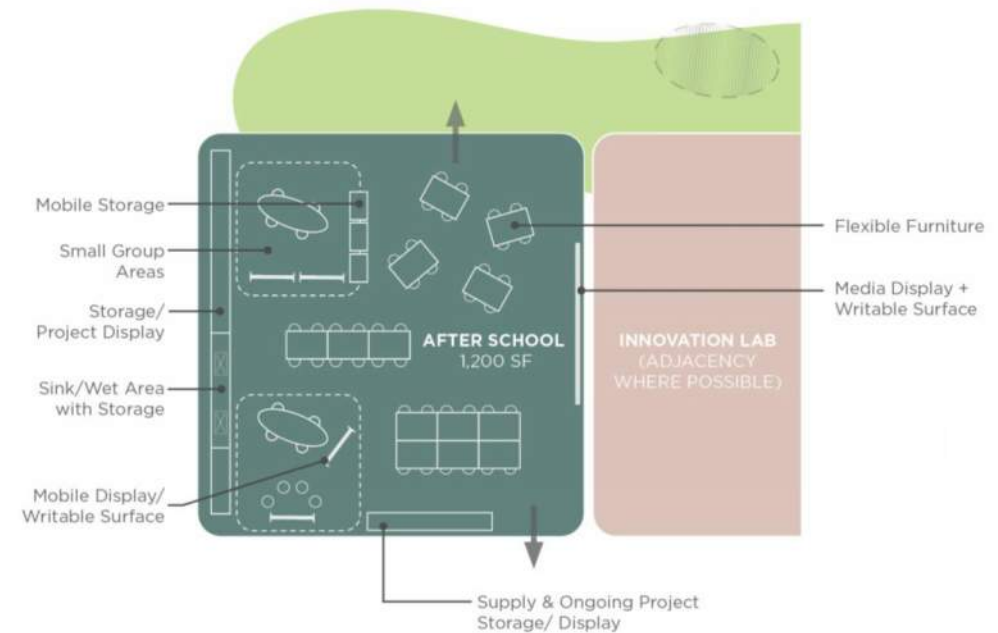 Mobile Storage
Small Group
Areas
Storage/
Project Display
Sink/Wet Area
with Storage
Mobile Display/
Writable Surface
AFTER SCHOOL
1,200 SF
INNOVATION LAB
(ADJACENCY
WHERE POSSIBLE)
Flexible Furniture
Media Display +
Writable Surface
Supply & Ongoing Project
Storage/ Display